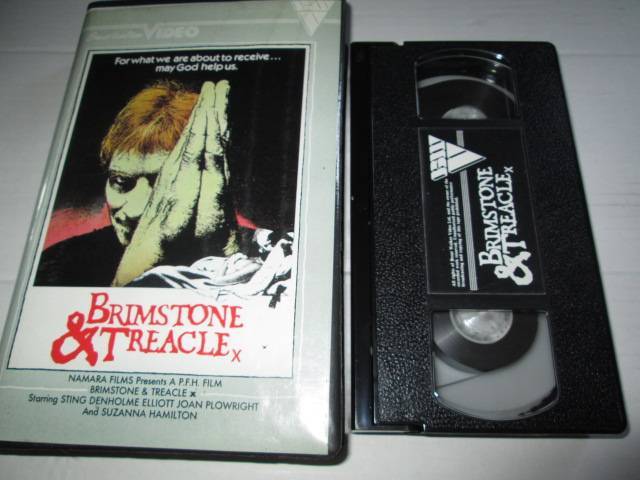 VIDEO
For what we are about to receive...
may God help us.
BRIMSTONE
& TREACLE x
NAMARA FILMS Presents A P.F.H. FILM
BRIMSTONE & TREACLE x
Starring STING DENHOLME ELLIOTT JOAN PLOWRIGHT
And SUZANNA HAMILTON
BRIMSTONE
& TREACLE x